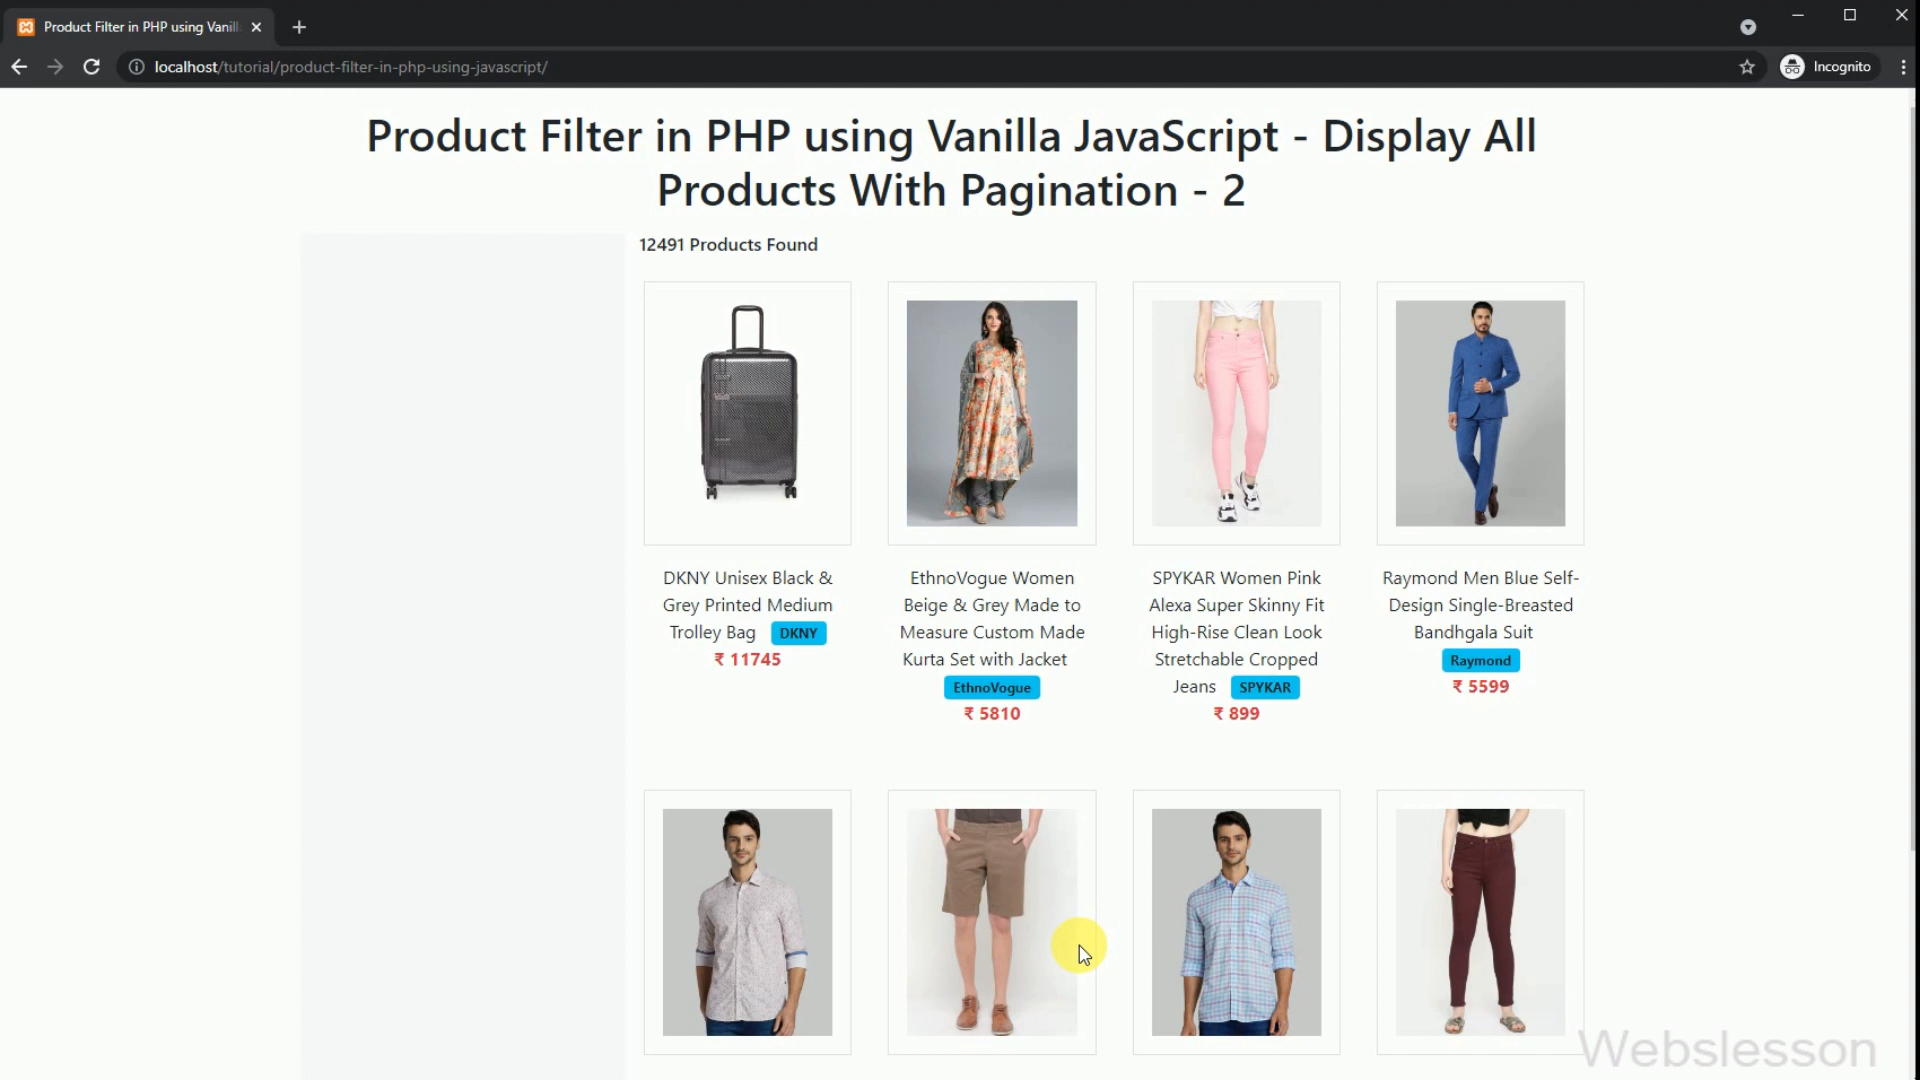 Product Filter in PHP using Vanill
localhost/tutorial/product-filter-in-php-using-javascript/
Incognito
Product Filter in PHP using Vanilla JavaScript - Display All
Products With Pagination - 2
12491 Products Found
DKNY Unisex Black &
Grey Printed Medium
Trolley Bag DKNY
₹ 11745
EthnoVogue Women
Beige & Grey Made to
Measure Custom Made
Kurta Set with Jacket
EthnoVogue
₹ 5810
SPYKAR Women Pink
Alexa Super Skinny Fit
High-Rise Clean Look
Stretchable Cropped
Jeans SPYKAR
₹ 899
Raymond Men Blue Self-
Design Single-Breasted
Bandhgala Suit
Raymond
₹ 5599
Webslesson